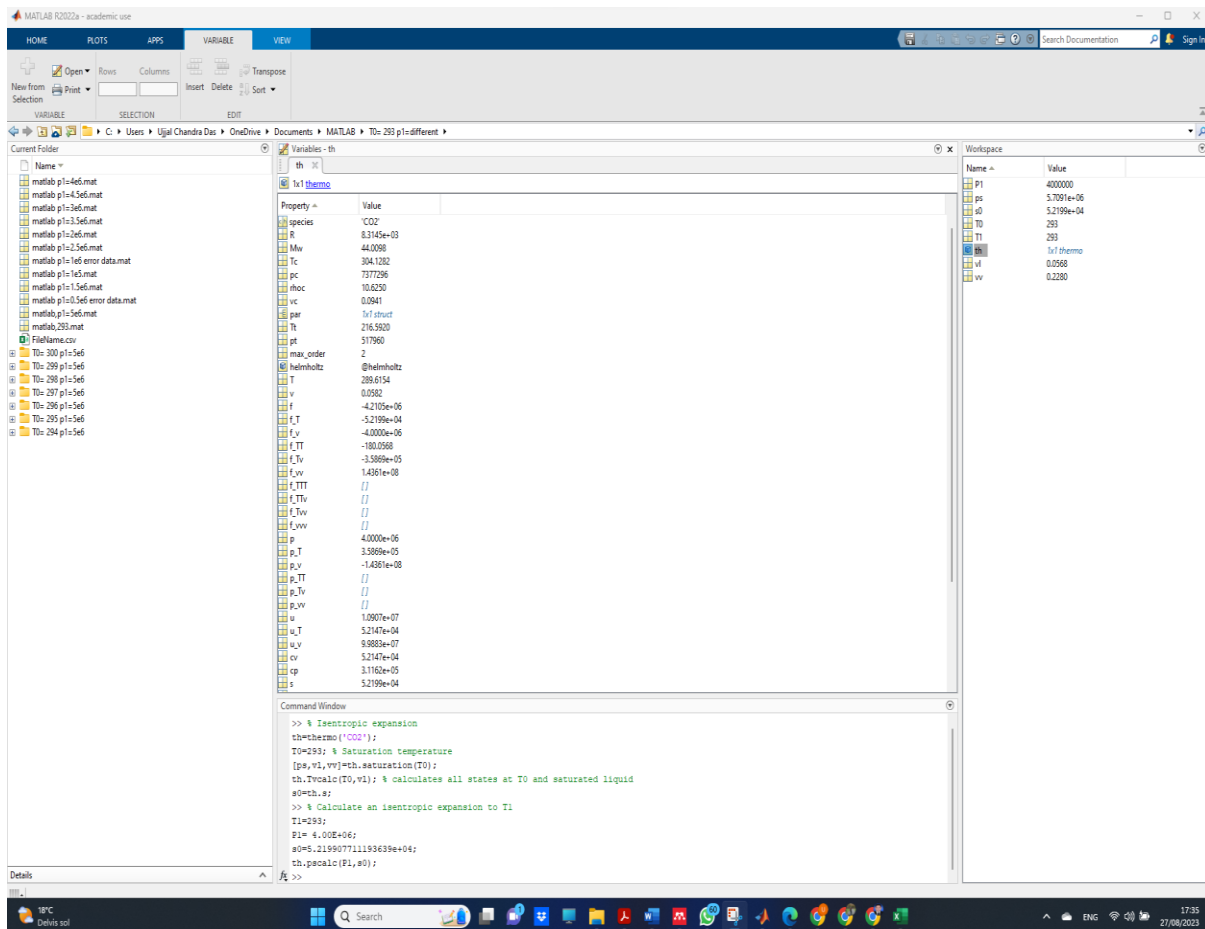 MATLAB R2022a - academic use
HOME PLOTS APPS VARIABLE VIEW Search Documentation Sign In
New from Selection Open Print Rows Columns Insert Delete Transpose Sort
VARIABLE SELECTION EDIT
C: Users Ujjal Chandra Das OneDrive Documents MATLAB T0= 293 p1=different
Current Folder
Name
matlab p1=4e6.mat
matlab p1=4.5e6.mat
matlab p1=3e6.mat
matlab p1=3.5e6.mat
matlab p1=2e6.mat
matlab p1=2.5e6.mat
matlab p1=1e6 error data.mat
matlab p1=1e5.mat
matlab p1=1.5e6.mat
matlab p1=0.5e6 error data.mat
matlab,p1=5e6.mat
matlab,293.mat
FileName.csv
T0= 300 p1=5e6
T0= 299 p1=5e6
T0= 298 p1=5e6
T0= 297 p1=5e6
T0= 296 p1=5e6
T0= 295 p1=5e6
T0= 294 p1=5e6
Details
Variables - th
th
1x1 thermo
Property Value
species 'CO2'
R 8.3145e+03
Mw 44.0098
Tc 304.1282
pc 7377296
rhoc 10.6250
vc 0.0941
par 1x1 struct
Tt 216.5920
pt 517960
max_order 2
helmholtz @helmholtz
T 289.6154
v 0.0582
f -4.2105e+06
f_T -5.2199e+04
f_v -4.0000e+06
f_TT -180.0568
f_Tv -3.5869e+05
f_vv 1.4361e+08
f_TTT []
f_TTv []
f_Tvv []
f_vvv []
p 4.0000e+06
p_T 3.5869e+05
p_v -1.4361e+08
p_TT []
p_Tv []
p_vv []
u 1.0907e+07
u_T 5.2147e+04
u_v 9.9883e+07
cv 5.2147e+04
cp 3.1162e+05
s 5.2199e+04
Command Window
>> % Isentropic expansion
th=thermo('CO2');
T0=293; % Saturation temperature
[ps,vl,vv]=th.saturation(T0);
th.Tvcalc(T0,vl); % calculates all states at T0 and saturated liquid
s0=th.s;
>> % Calculate an isentropic expansion to T1
T1=293;
P1= 4.00E+06;
s0=5.219907711193639e+04;
th.pscalc(P1,s0);
fx >>
Workspace
Name Value
P1 4000000
ps 5.7091e+06
s0 5.2199e+04
T0 293
T1 293
th 1x1 thermo
vl 0.0568
vv 0.2280
18°C
Delvis sol
Search
ENG
17:35
27/08/2023